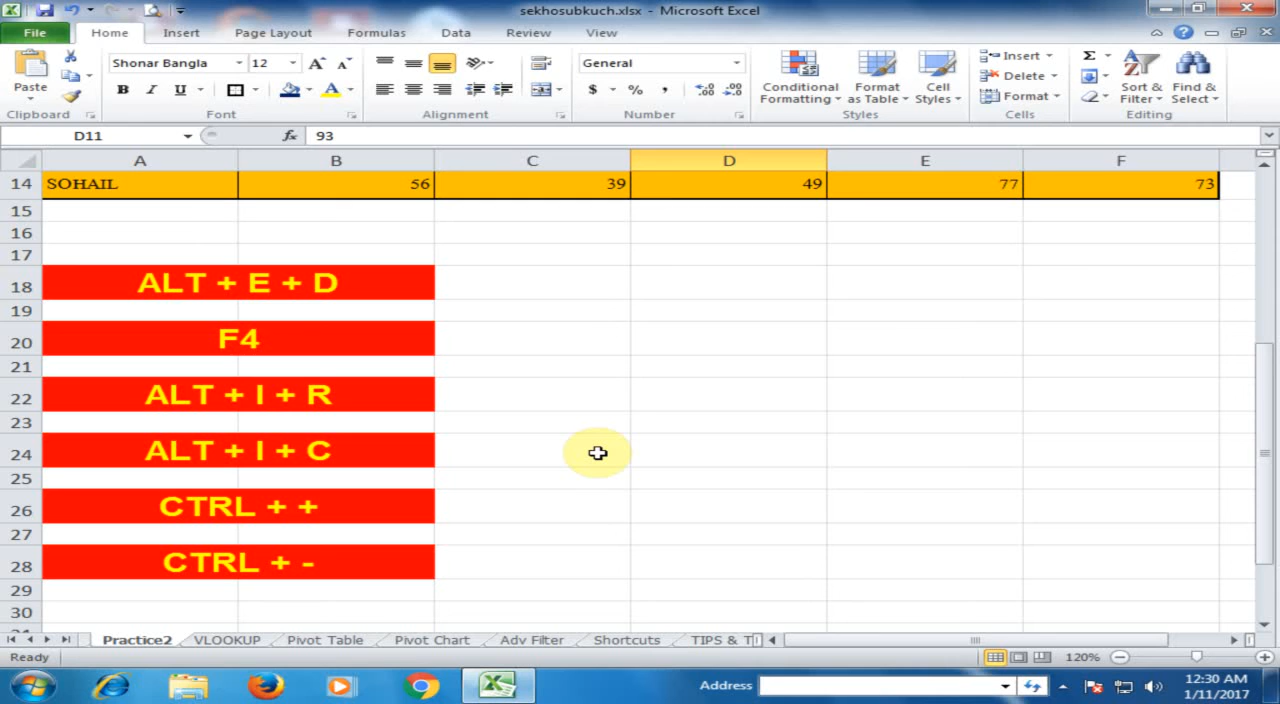 sekhosubkuch.xlsx - Microsoft Excel
File Home Insert Page Layout Formulas Data Review View
Paste
Clipboard
Shonar Bangla 12
B I U A
Font
Alignment
General
$ % ,
Number
Conditional Formatting
Format as Table
Cell Styles
Styles
Insert
Delete
Format
Cells
Σ
Sort & Filter
Find & Select
Editing
D11 fx 93
A B C D E F
14 SOHAIL 56 39 49 77 73
15
16
17
18 ALT + E + D
19
20 F4
21
22 ALT + I + R
23
24 ALT + I + C
25
26 CTRL + +
27
28 CTRL + -
29
30
Practice2 VLOOKUP Pivot Table Pivot Chart Adv Filter Shortcuts TIPS & T
Ready 120%
Address
12:30 AM
1/11/2017